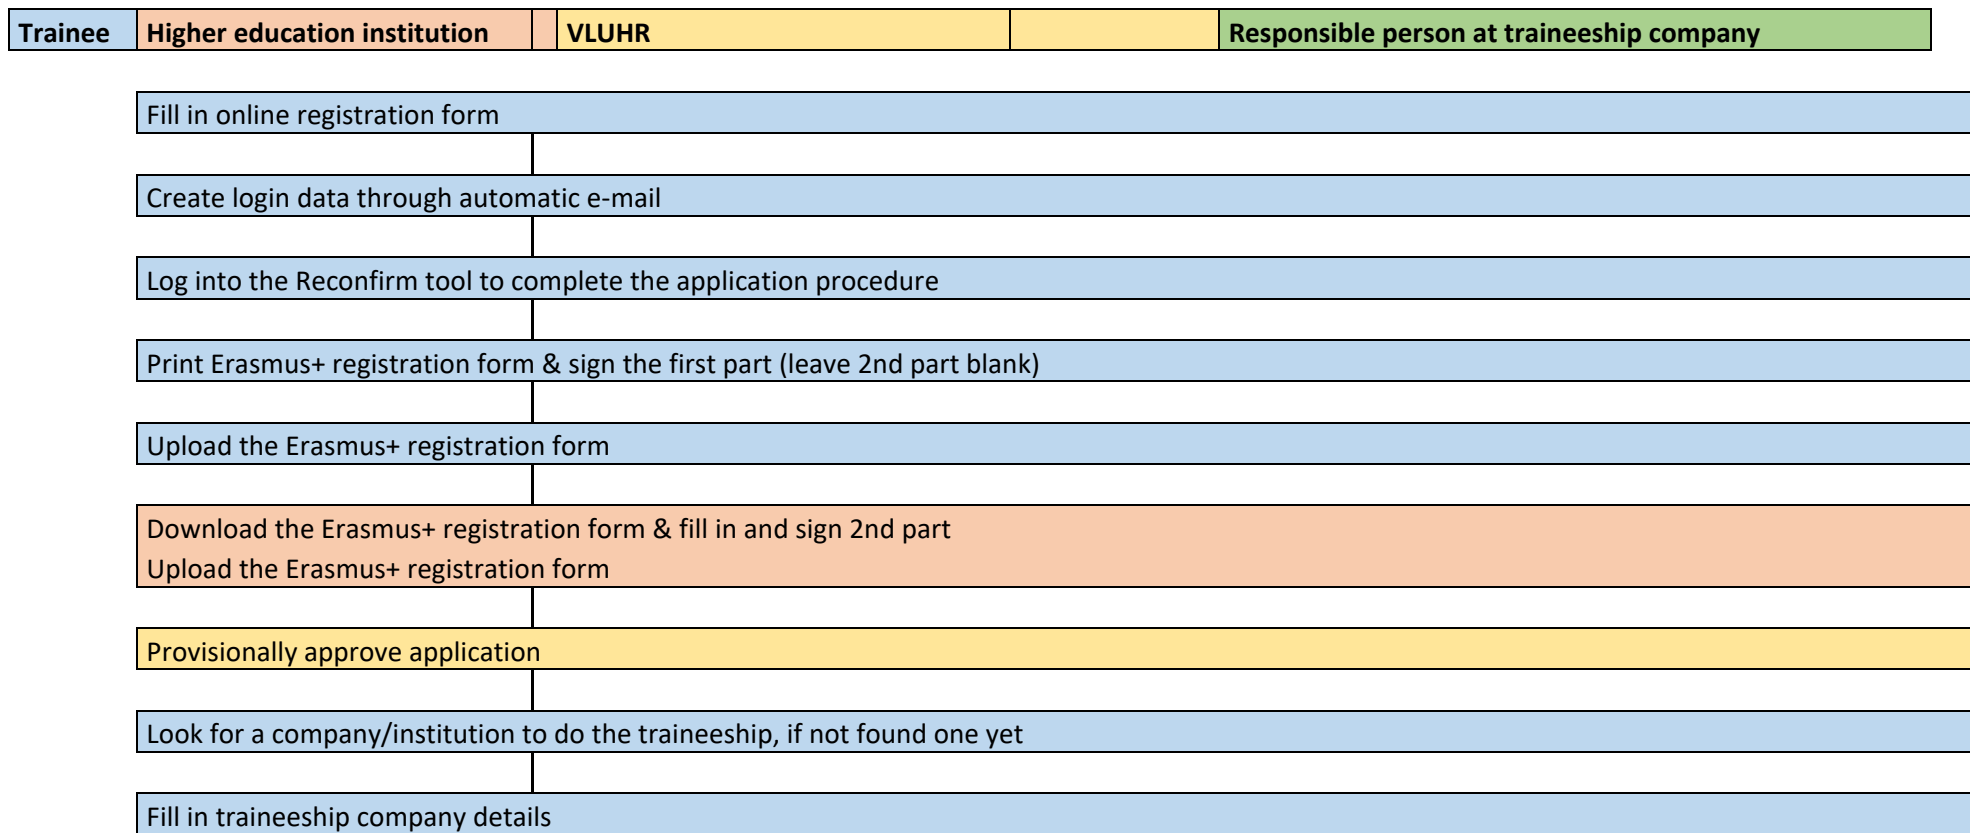 Trainee Higher education institution VLUHR Responsible person at traineeship company
Fill in online registration form
Create login data through automatic e-mail
Log into the Reconfirm tool to complete the application procedure
Print Erasmus+ registration form & sign the first part (leave 2nd part blank)
Upload the Erasmus+ registration form
Download the Erasmus+ registration form & fill in and sign 2nd part
Upload the Erasmus+ registration form
Provisionally approve application
Look for a company/institution to do the traineeship, if not found one yet
Fill in traineeship company details